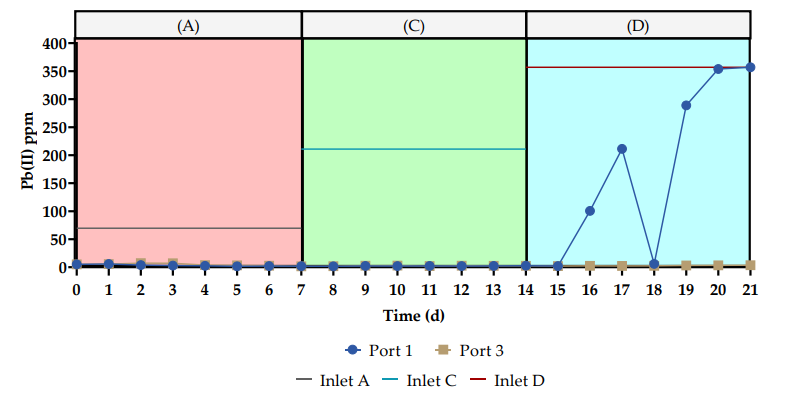 (A) (C) (D)
400
350
300
250
200
150
100
50
0
Pb(II) ppm
0 1 2 3 4 5 6 7 8 9 10 11 12 13 14 15 16 17 18 19 20 21
Time (d)
Port 1 Port 3
Inlet A Inlet C Inlet D